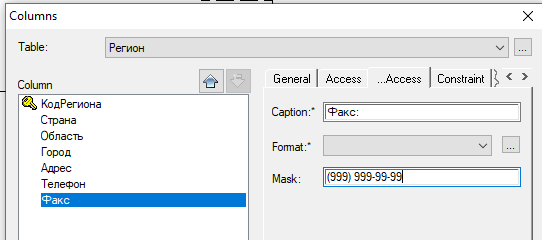 Columns
Table: Регион ...
Column
КодРегиона
Страна
Область
Город
Адрес
Телефон
Факс
General Access ...Access Constraint
Caption:* Факс:
Format:* ...
Mask: (999) 999-99-99